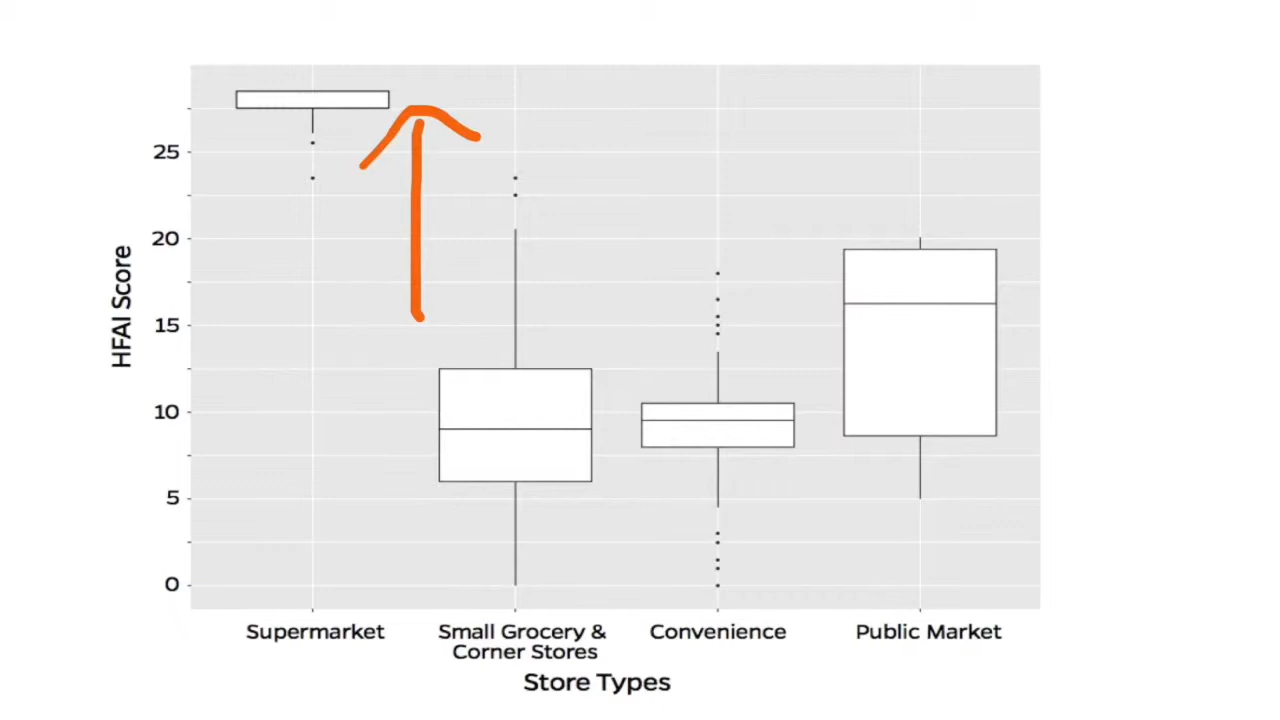 25
20
15
10
5
0
HFAI Score
Supermarket
Small Grocery &
Corner Stores
Convenience
Public Market
Store Types